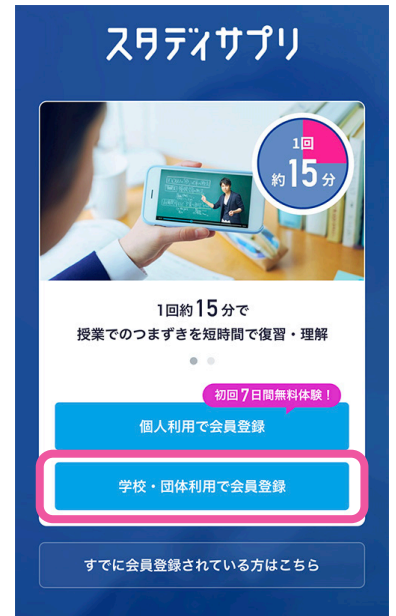 スタディサプリ
1回
約15分
1回約15分で
授業でのつまずきを短時間で復習・理解
初回7日間無料体験！
個人利用で会員登録
学校・団体利用で会員登録
すでに会員登録されている方はこちら